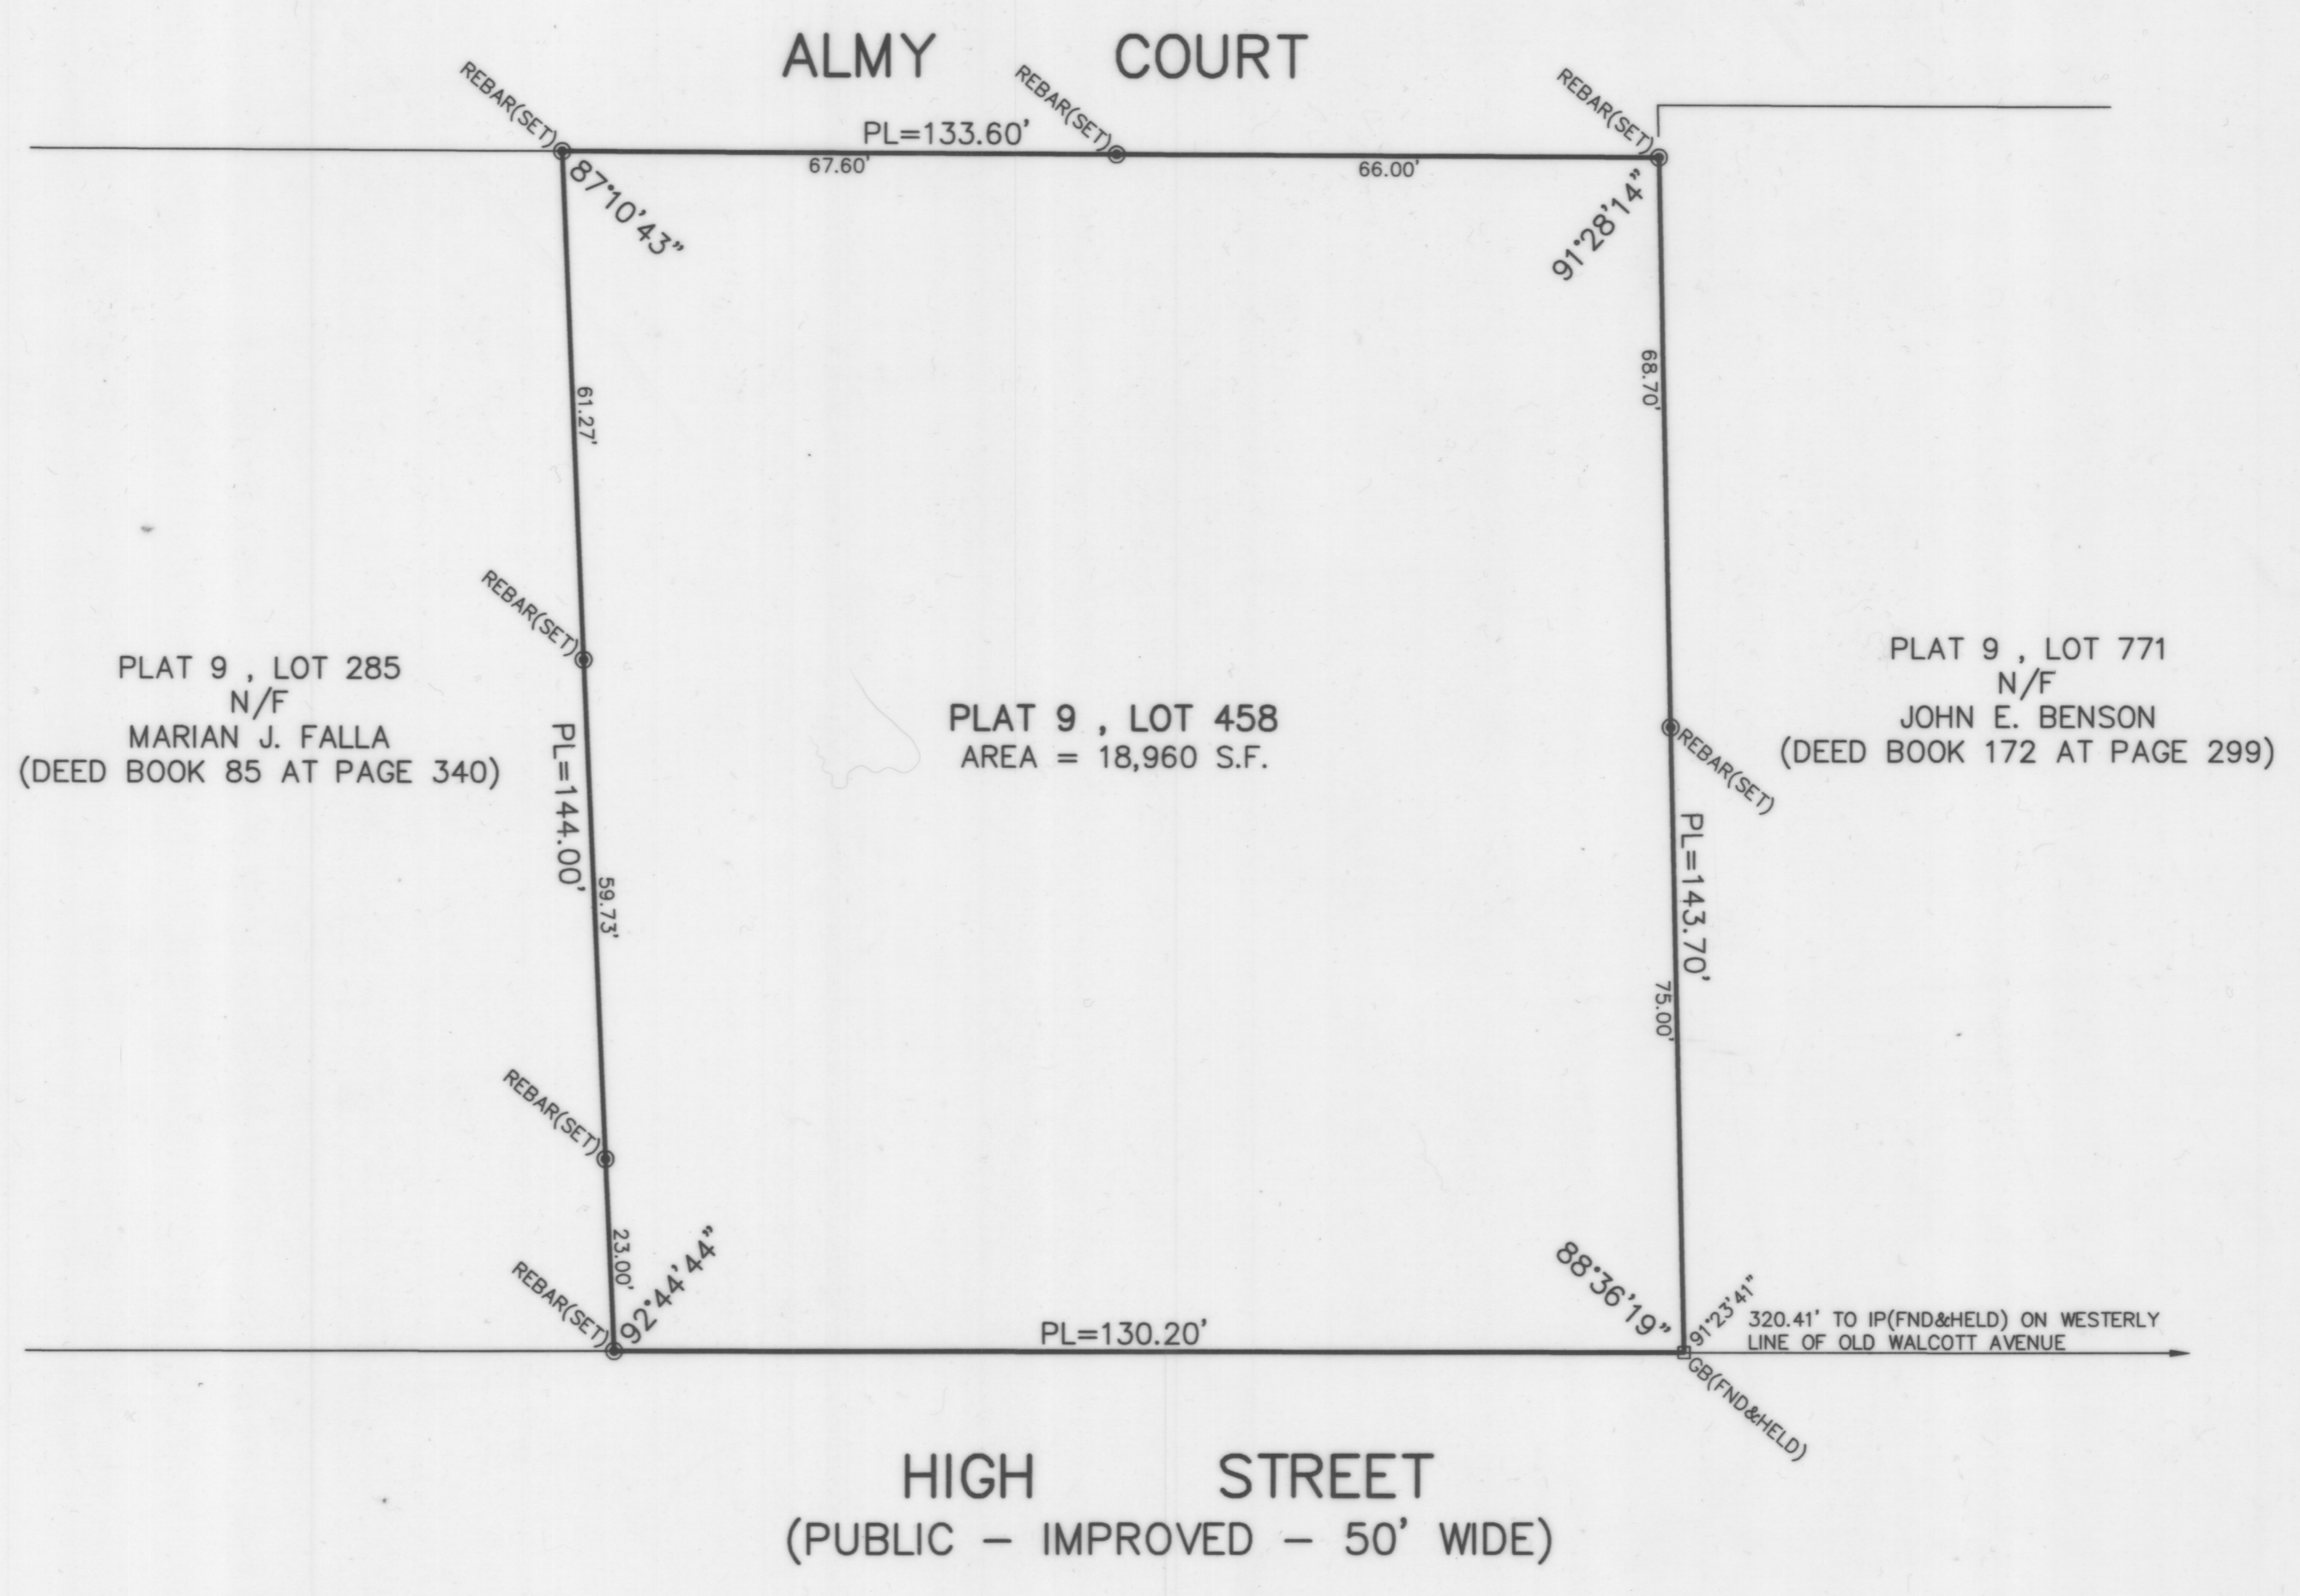 ALMY COURT
REBAR(SET)
REBAR(SET)
REBAR(SET)
PL=133.60'
67.60'
66.00'
87°10'43"
91°28'14"
61.27'
68.70'
REBAR(SET)
PLAT 9 , LOT 285
N/F
MARIAN J. FALLA
(DEED BOOK 85 AT PAGE 340)
PL=144.00'
59.73'
PLAT 9 , LOT 458
AREA = 18,960 S.F.
REBAR(SET)
PL=143.70'
75.00'
PLAT 9 , LOT 771
N/F
JOHN E. BENSON
(DEED BOOK 172 AT PAGE 299)
REBAR(SET)
23.00'
REBAR(SET)
92°44'44"
PL=130.20'
88°36'19"
91°23'41"
320.41' TO IP(FND&HELD) ON WESTERLY
LINE OF OLD WALCOTT AVENUE
GB(FND&HELD)
HIGH STREET
(PUBLIC - IMPROVED - 50' WIDE)